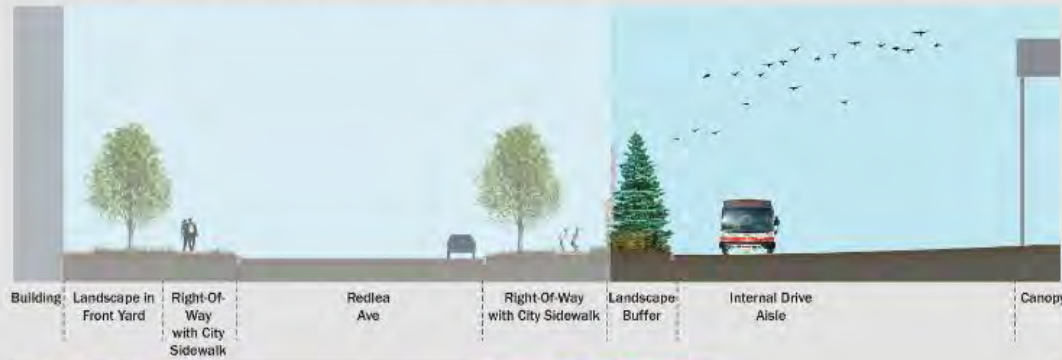 Building
Landscape in
Front Yard
Right-Of-
Way
with City
Sidewalk
Redlea
Ave
Right-Of-Way
with City Sidewalk
Landscape
Buffer
Internal Drive
Aisle
Canopy